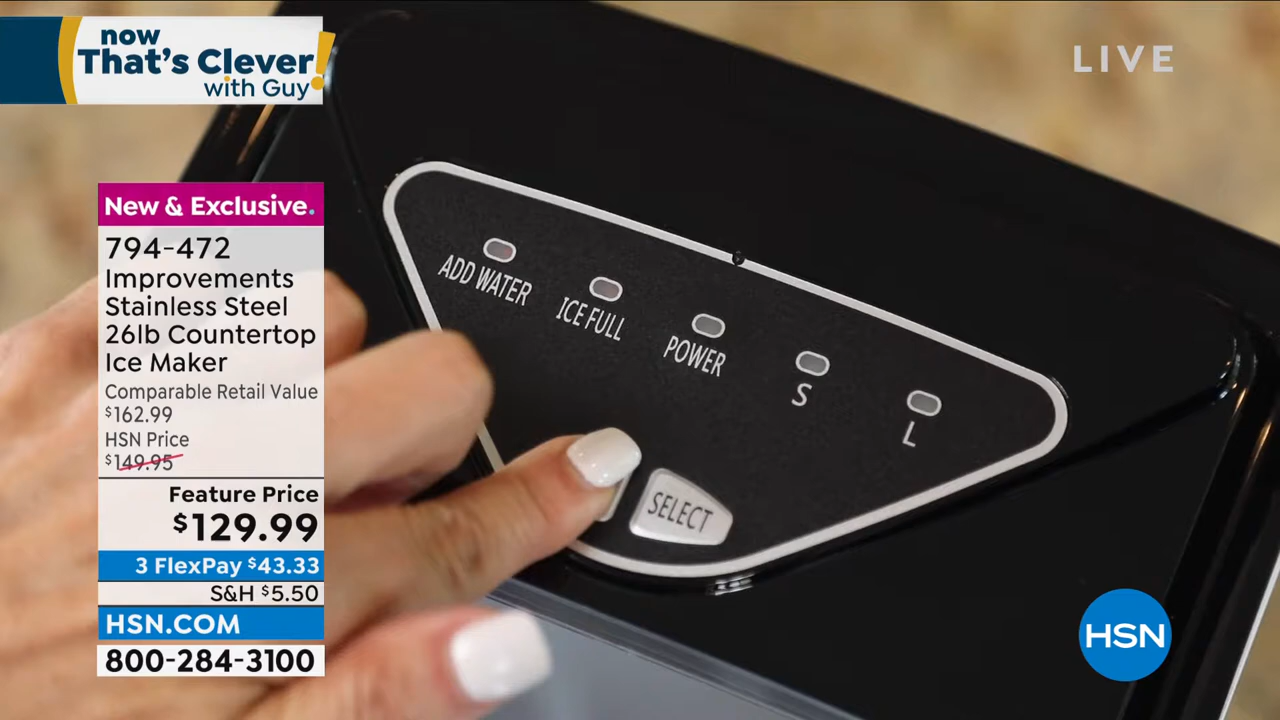 now
That's Clever!
with Guy
LIVE
New & Exclusive.
794-472
Improvements
Stainless Steel
26lb Countertop
Ice Maker
Comparable Retail Value
$162.99
HSN Price
$149.95
Feature Price
$129.99
3 FlexPay $43.33
S&H $5.50
HSN.COM
800-284-3100
ADD WATER
ICE FULL
POWER
S
L
SELECT
HSN